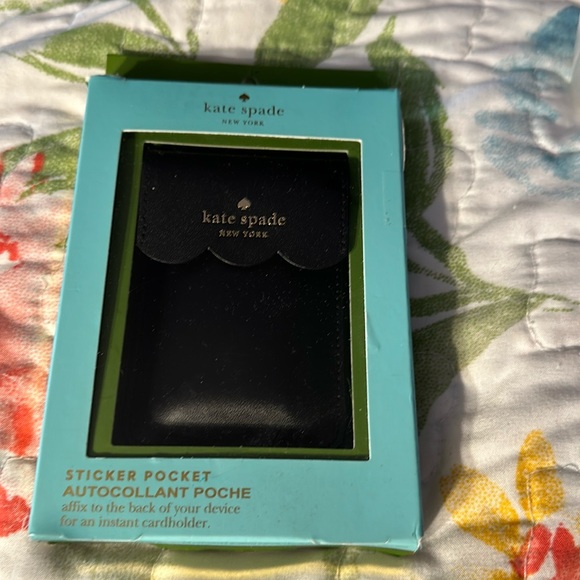 kate spade
NEW YORK
kate spade
NEW YORK
STICKER POCKET
AUTOCOLLANT POCHE
affix to the back of your device
for an instant cardholder.